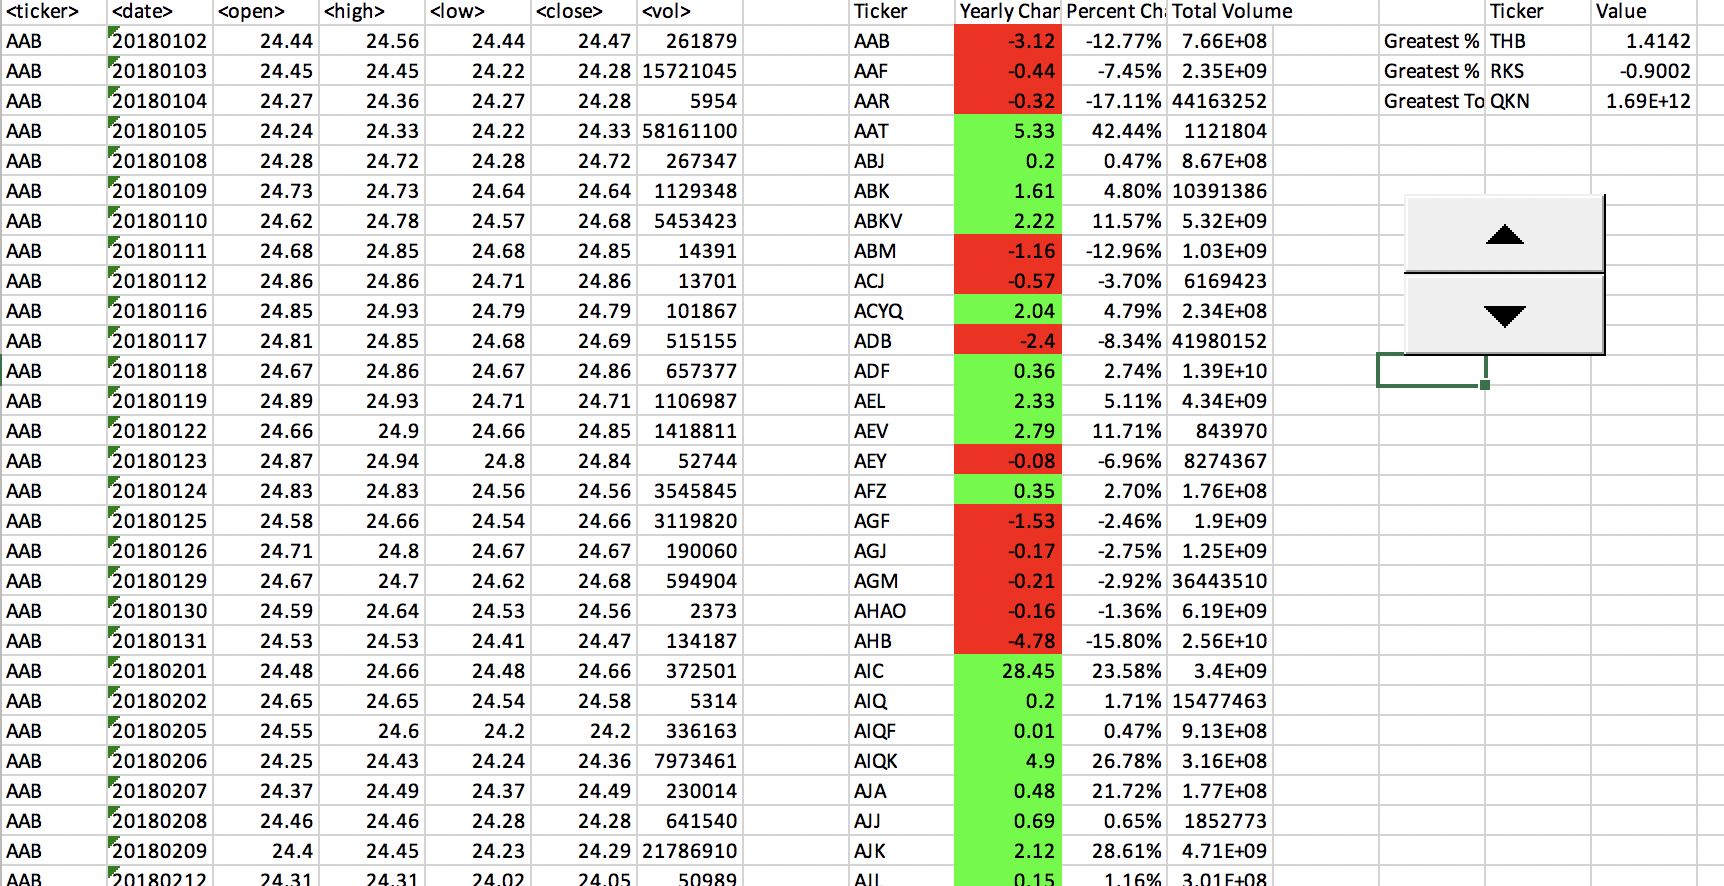 <ticker> <date> <open> <high> <low> <close> <vol> Ticker Yearly Char Percent Ch Total Volume Ticker Value
AAB 20180102 24.44 24.56 24.44 24.47 261879 AAB -3.12 -12.77% 7.66E+08 Greatest % THB 1.4142
AAB 20180103 24.45 24.45 24.22 24.28 15721045 AAF -0.44 -7.45% 2.35E+09 Greatest % RKS -0.9002
AAB 20180104 24.27 24.36 24.27 24.28 5954 AAR -0.32 -17.11% 44163252 Greatest To QKN 1.69E+12
AAB 20180105 24.24 24.33 24.22 24.33 58161100 AAT 5.33 42.44% 1121804
AAB 20180108 24.28 24.72 24.28 24.72 267347 ABJ 0.2 0.47% 8.67E+08
AAB 20180109 24.73 24.73 24.64 24.64 1129348 ABK 1.61 4.80% 10391386
AAB 20180110 24.62 24.78 24.57 24.68 5453423 ABKV 2.22 11.57% 5.32E+09
AAB 20180111 24.68 24.85 24.68 24.85 14391 ABM -1.16 -12.96% 1.03E+09
AAB 20180112 24.86 24.86 24.71 24.86 13701 ACJ -0.57 -3.70% 6169423
AAB 20180116 24.85 24.93 24.79 24.79 101867 ACYQ 2.04 4.79% 2.34E+08
AAB 20180117 24.81 24.85 24.68 24.69 515155 ADB -2.4 -8.34% 41980152
AAB 20180118 24.67 24.86 24.67 24.86 657377 ADF 0.36 2.74% 1.39E+10
AAB 20180119 24.89 24.93 24.71 24.71 1106987 AEL 2.33 5.11% 4.34E+09
AAB 20180122 24.66 24.9 24.66 24.85 1418811 AEV 2.79 11.71% 843970
AAB 20180123 24.87 24.94 24.8 24.84 52744 AEY -0.08 -6.96% 8274367
AAB 20180124 24.83 24.83 24.56 24.56 3545845 AFZ 0.35 2.70% 1.76E+08
AAB 20180125 24.58 24.66 24.54 24.66 3119820 AGF -1.53 -2.46% 1.9E+09
AAB 20180126 24.71 24.8 24.67 24.67 190060 AGJ -0.17 -2.75% 1.25E+09
AAB 20180129 24.67 24.7 24.62 24.68 594904 AGM -0.21 -2.92% 36443510
AAB 20180130 24.59 24.64 24.53 24.56 2373 AHAO -0.16 -1.36% 6.19E+09
AAB 20180131 24.53 24.53 24.41 24.47 134187 AHB -4.78 -15.80% 2.56E+10
AAB 20180201 24.48 24.66 24.48 24.66 372501 AIC 28.45 23.58% 3.4E+09
AAB 20180202 24.65 24.65 24.54 24.58 5314 AIQ 0.2 1.71% 15477463
AAB 20180205 24.55 24.6 24.2 24.2 336163 AIQF 0.01 0.47% 9.13E+08
AAB 20180206 24.25 24.43 24.24 24.36 7973461 AIQK 4.9 26.78% 3.16E+08
AAB 20180207 24.37 24.49 24.37 24.49 230014 AJA 0.48 21.72% 1.77E+08
AAB 20180208 24.46 24.46 24.28 24.28 641540 AJJ 0.69 0.65% 1852773
AAB 20180209 24.4 24.45 24.23 24.29 21786910 AJK 2.12 28.61% 4.71E+09
AAB 20180212 24.31 24.31 24.02 24.05 50989 AJL 0.15 1.16% 3.01E+08